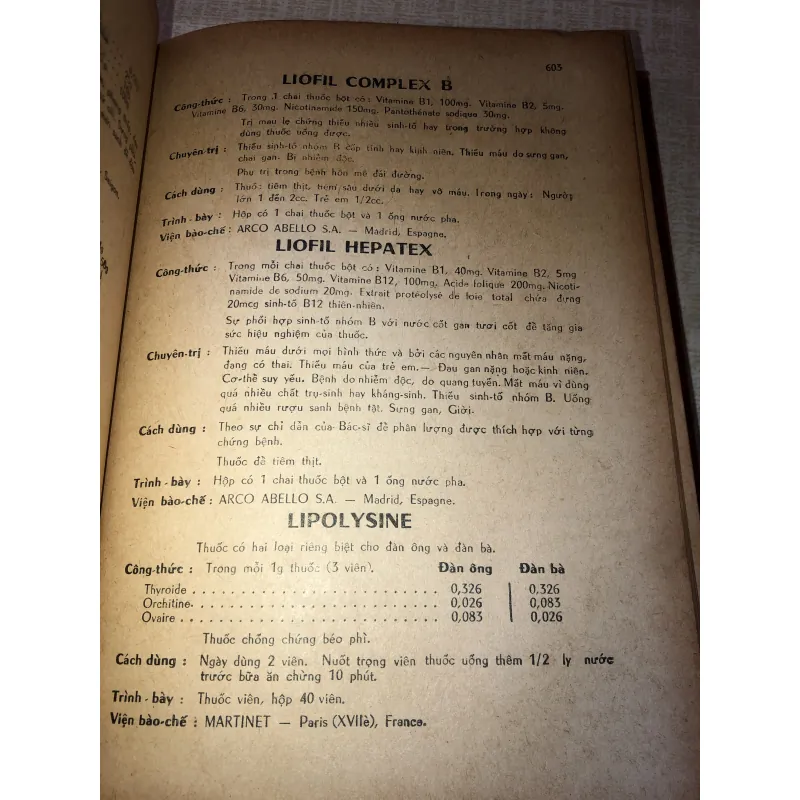 605
LIOFIL COMPLEX B
Công-thức : Trong 1 chai thuốc bột có : Vitamine B1, 100mg. Vitamine B2, 5mg.
Vitamine B6, 30mg. Nicotinamide 150mg. Pantothénate sodique 30mg.
Trị mau lẹ chứng thiếu nhiều sinh-tố hay trong trường hợp không
dùng thuốc uống được.
Chuyên-trị : Thiếu sinh-tố nhóm B cấp tính hay kinh niên. Thiếu máu do sưng gan,
chai gan. Bị nhiễm độc.
Phụ trị trong bệnh hôn mê đái đường.
Cách dùng : Thuốc tiêm thịt, tiêm sâu dưới da hay vô máu. Trong ngày : Người
lớn 1 đến 2cc. Trẻ em 1/2cc.
Trình - bày : Hộp có 1 chai thuốc bột và 1 ống nước pha.
Viện bào-chế : ARCO ABELLO S.A. — Madrid, Espagne.
LIOFIL HEPATEX
Công-thức : Trong mỗi chai thuốc bột có : Vitamine B1, 40mg. Vitamine B2, 5mg
Vitamine B6, 50mg. Vitamine B12, 100mg. Acide folique 200mg. Nicoti-
namide de sodium 20mg. Extrait protéolysé de foie total chứa đựng
20mcg sinh-tố B12 thiên-nhiên.
Sự phối hợp sinh-tố nhóm B với nước cốt gan tươi cốt để tăng gia
sức hiệu nghiệm của thuốc.
Chuyên-trị : Thiếu máu dưới mọi hình thức và bởi các nguyên nhân mất máu nặng,
đang có thai. Thiếu máu của trẻ em. — Đau gan nặng hoặc kinh niên.
Cơ-thể suy yếu. Bệnh do nhiễm độc, do quang tuyến. Mất máu vì dùng
quá nhiều chất trụ-sinh hay kháng-sinh. Thiếu sinh-tố nhóm B. Uống
quá nhiều rượu sanh bệnh tật. Sưng gan, Giời.
Cách dùng : Theo sự chỉ dẫn của Bác-sĩ để phân lượng được thích hợp với từng
chứng bệnh.
Thuốc để tiêm thịt.
Trình - bày : Hộp có 1 chai thuốc bột và 1 ống nước pha.
Viện bào-chế : ARCO ABELLO S.A. — Madrid, Espagne.
LIPOLYSINE
Thuốc có hai loại riêng biệt cho đàn ông và đàn bà.
Công-thức : Trong mỗi 1g thuốc (3 viên). Đàn ông Đàn bà
Thyroide 0,326 0,326
Orchitine 0,026 0,083
Ovaire 0,083 0,026
Thuốc chống chứng béo phì.
Cách dùng : Ngày dùng 2 viên. Nuốt trọng viên thuốc uống thêm 1/2 ly nước
trước bữa ăn chừng 10 phút.
Trình - bày : Thuốc viên, hộp 40 viên.
Viện bào-chế : MARTINET — Paris (XVIIè), France.